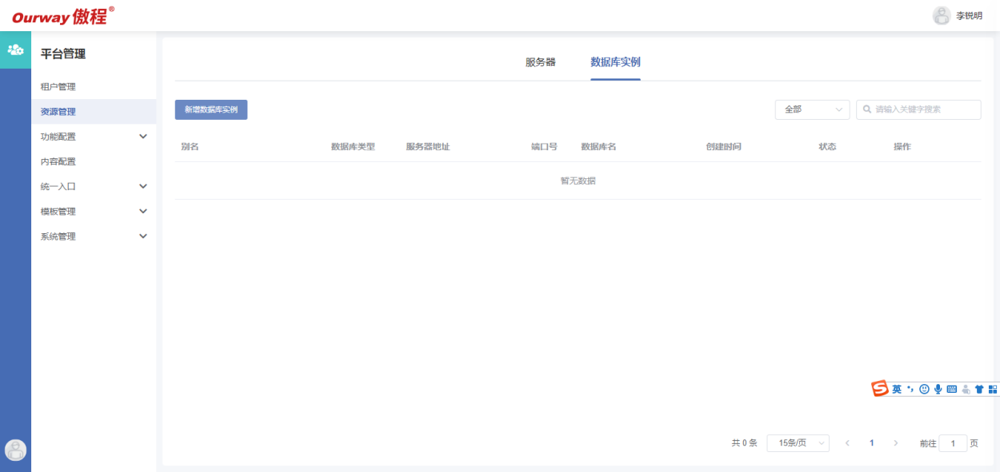 Ourway 傲程®
李锐明
平台管理
租户管理
资源管理
功能配置
内容配置
统一入口
模板管理
系统管理
服务器 数据库实例
新增数据库实例 全部 请输入关键字搜索
别名 数据库类型 服务器地址 端口号 数据库名 创建时间 状态 操作
暂无数据
英
共 0 条 15条/页 1 前往 1 页